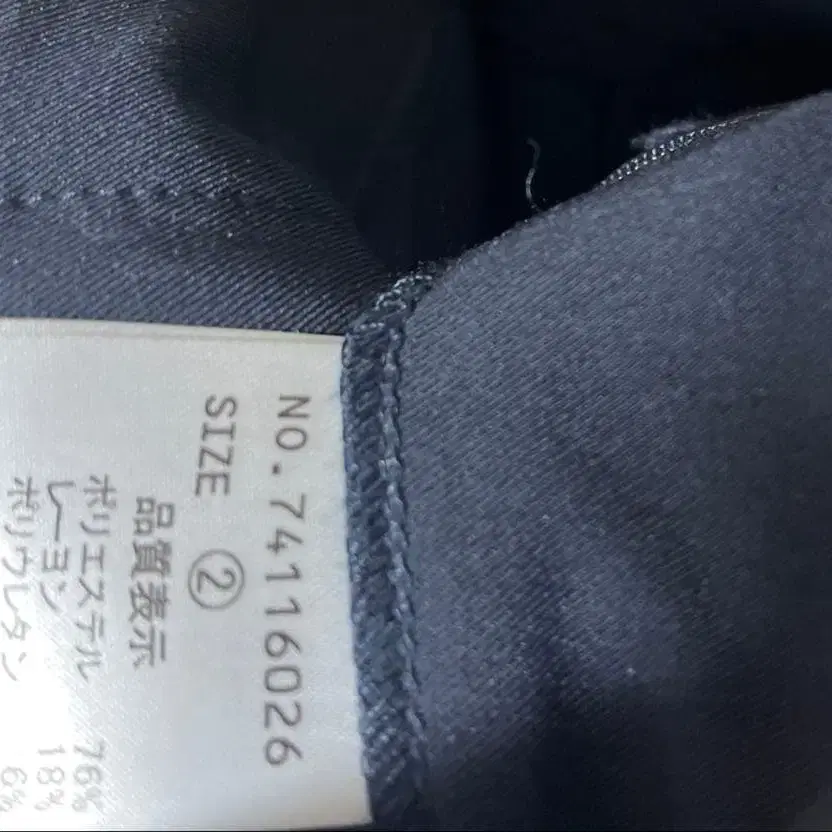 NO.74116026
SIZE ②
品質表示
ポリエステル 76%
レーヨン 18%
ポリウレタン 6%